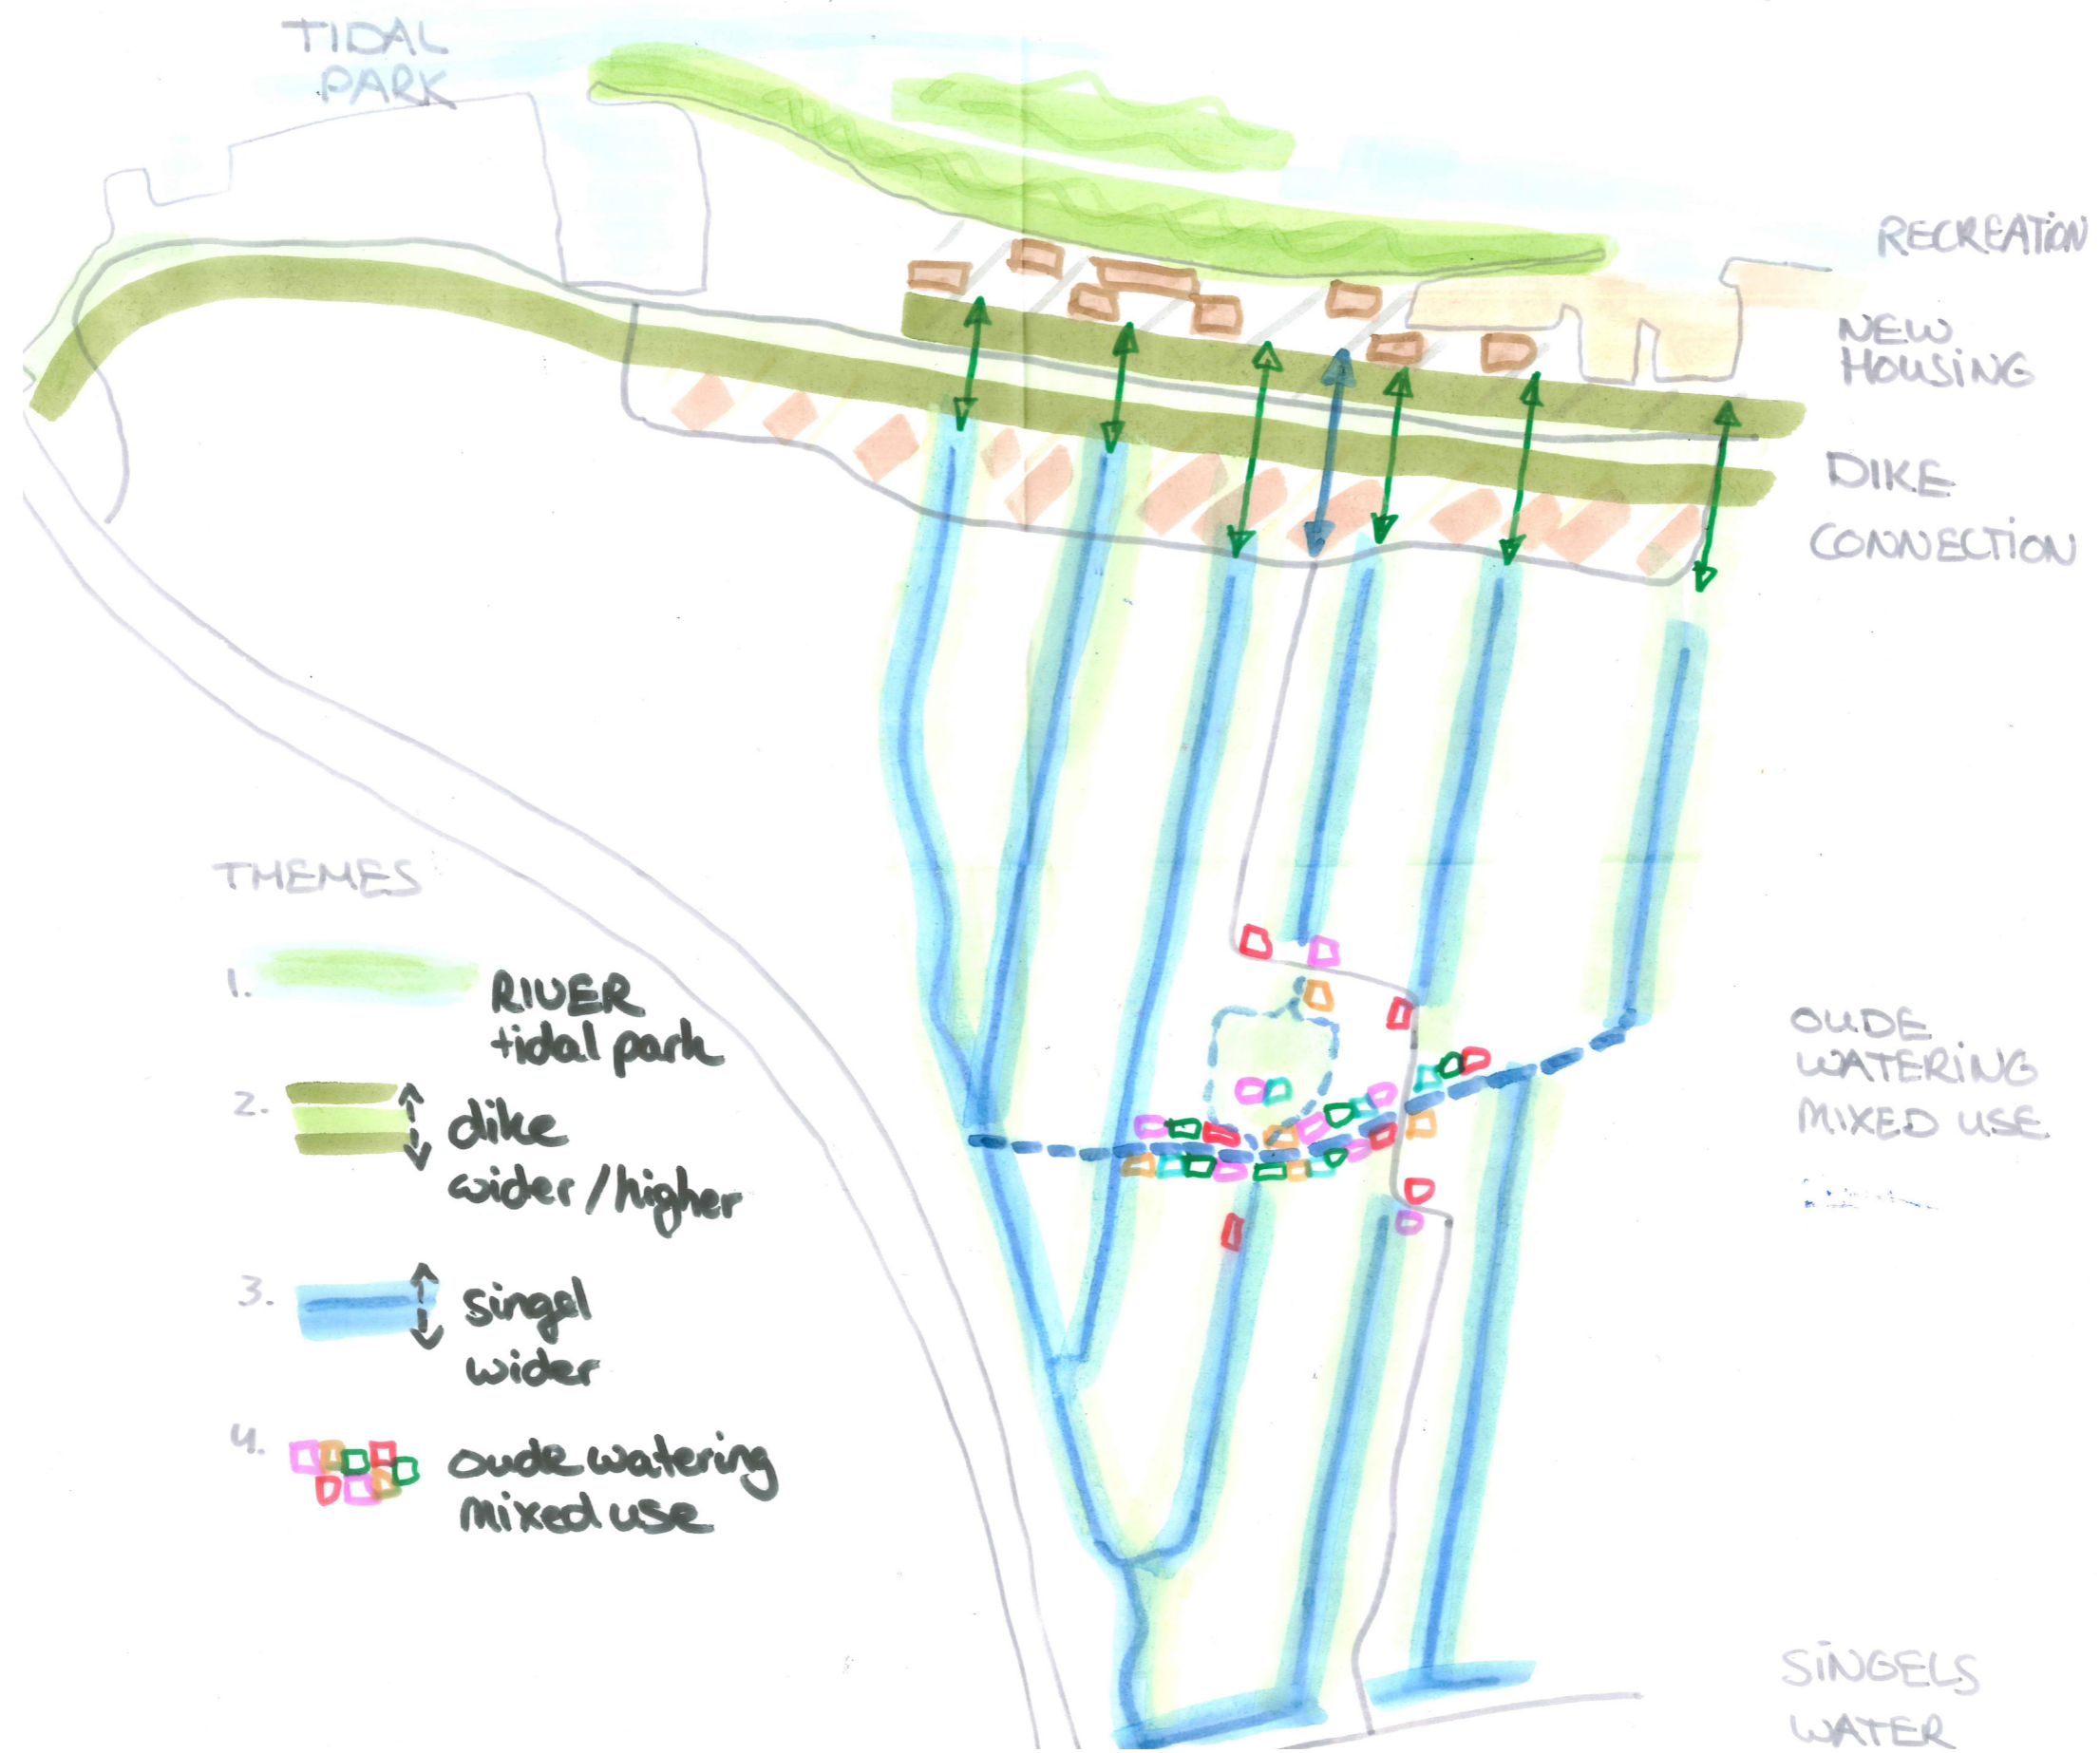 TIDAL
PARK
RECREATION
NEW
HOUSING
DIKE
CONNECTION
THEMES
1. RIVER
tidal park
2. dike
wider/higher
3. singel
wider
4. oude watering
mixed use
OUDE
WATERING
MIXED USE
SINGELS
WATER